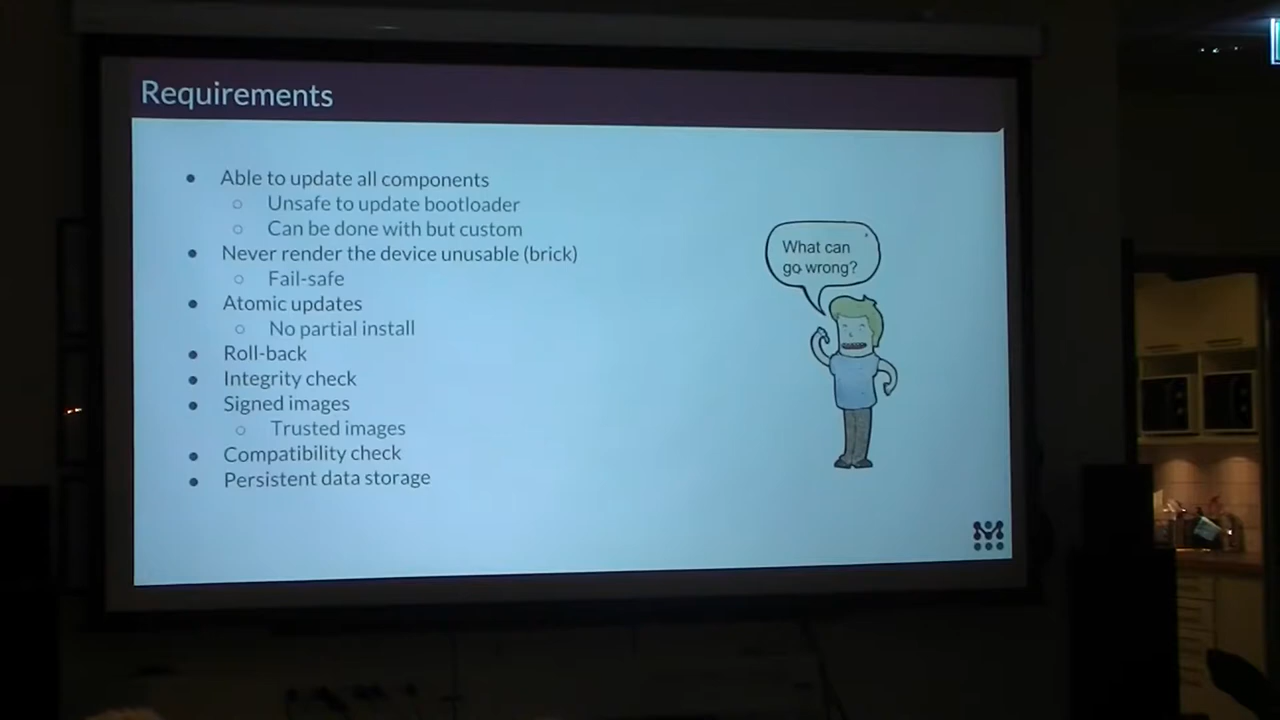 Requirements
Able to update all components
Unsafe to update bootloader
Can be done with but custom
Never render the device unusable (brick)
Fail-safe
Atomic updates
No partial install
Roll-back
Integrity check
Signed images
Trusted images
Compatibility check
Persistent data storage
What can
go wrong?